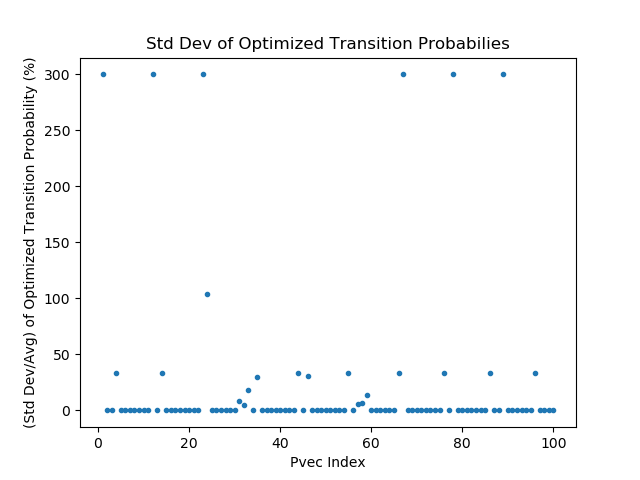 Std Dev of Optimized Transition Probabilies
(Std Dev/Avg) of Optimized Transition Probability (%)
300
250
200
150
100
50
0
0 20 40 60 80 100
Pvec Index